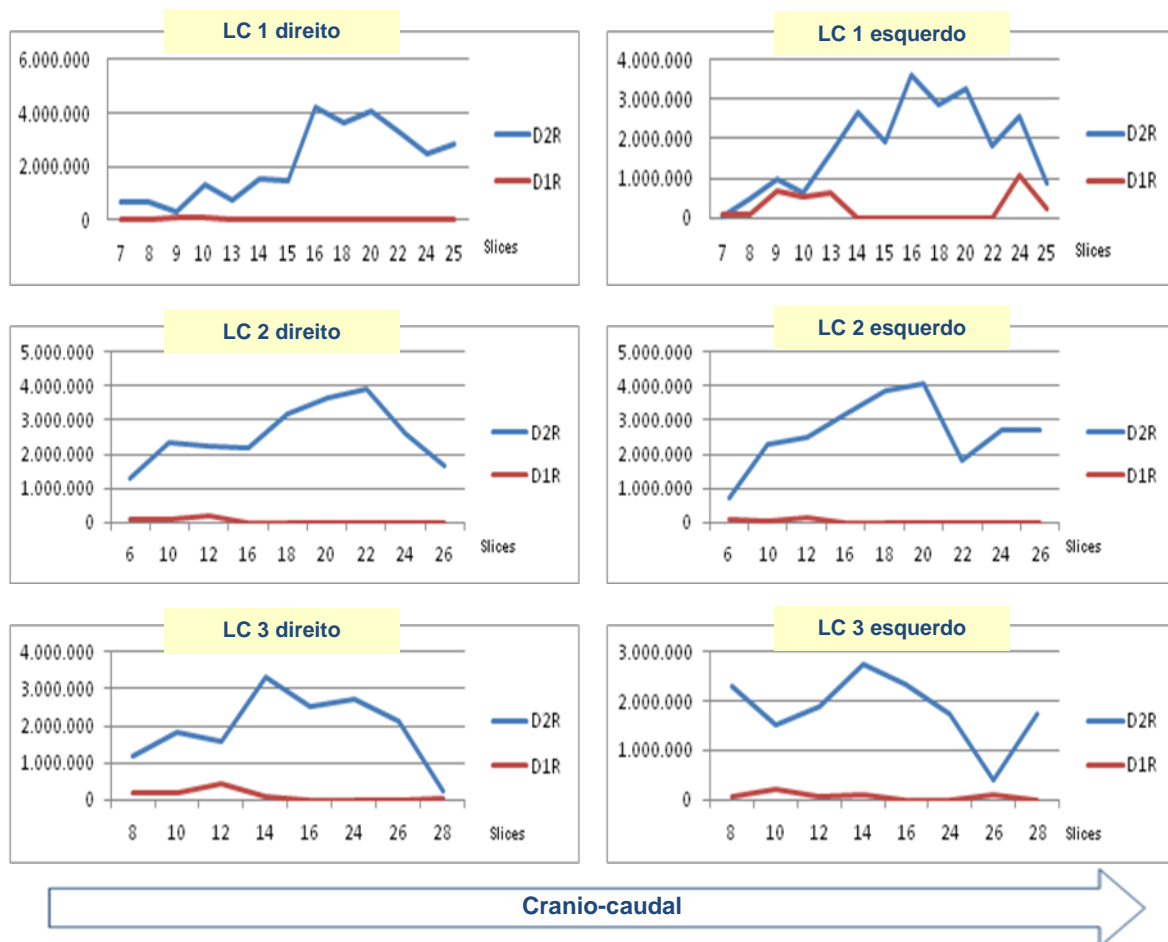 LC 1 direito
6.000.000
4.000.000
2.000.000
0
D2R
D1R
7 8 9 10 13 14 15 16 18 20 22 24 25
Slices
LC 1 esquerdo
4.000.000
3.000.000
2.000.000
1.000.000
0
D2R
D1R
7 8 9 10 13 14 15 16 18 20 22 24 25
Slices
LC 2 direito
5.000.000
4.000.000
3.000.000
2.000.000
1.000.000
0
D2R
D1R
6 10 12 16 18 20 22 24 26
Slices
LC 2 esquerdo
5.000.000
4.000.000
3.000.000
2.000.000
1.000.000
0
D2R
D1R
6 10 12 16 18 20 22 24 26
Slices
LC 3 direito
4.000.000
3.000.000
2.000.000
1.000.000
0
D2R
D1R
8 10 12 14 16 24 26 28
Slices
LC 3 esquerdo
3.000.000
2.000.000
1.000.000
0
D2R
D1R
8 10 12 14 16 24 26 28
Slices
Cranio-caudal